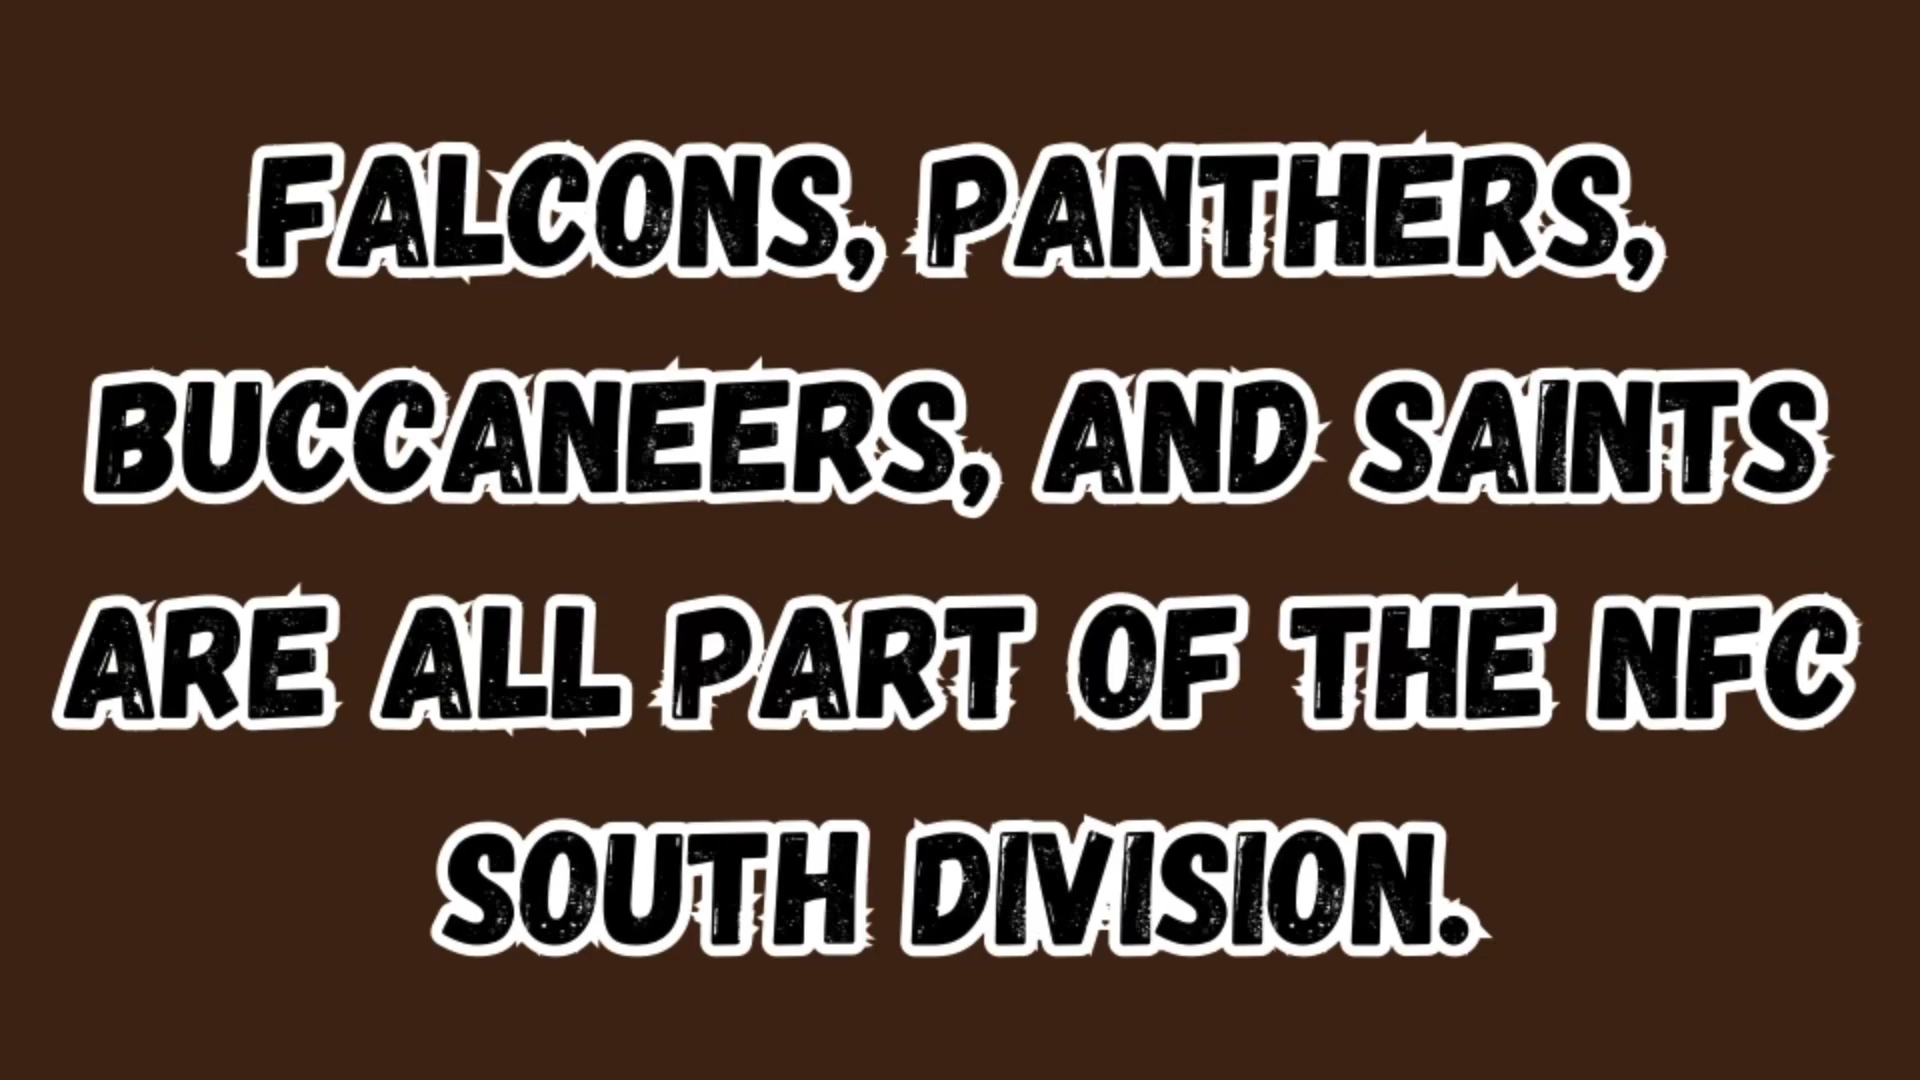 FALCONS, PANTHERS,
BUCCANEERS, AND SAINTS
ARE ALL PART OF THE NFC
SOUTH DIVISION.